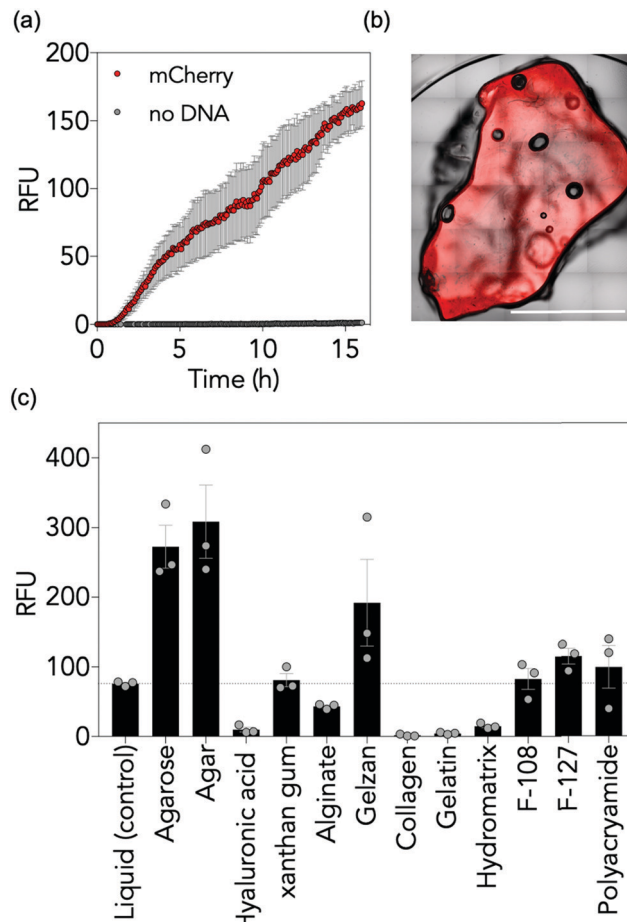 (a)
200
150
100
50
0
RFU
mCherry
no DNA
0 5 10 15
Time (h)
(b)
(c)
400
300
200
100
0
RFU
Liquid (control)
Agarose
Agar
Hyaluronic acid
xanthan gum
Alginate
Gelzan
Collagen
Gelatin
Hydromatrix
F-108
F-127
Polyacryamide